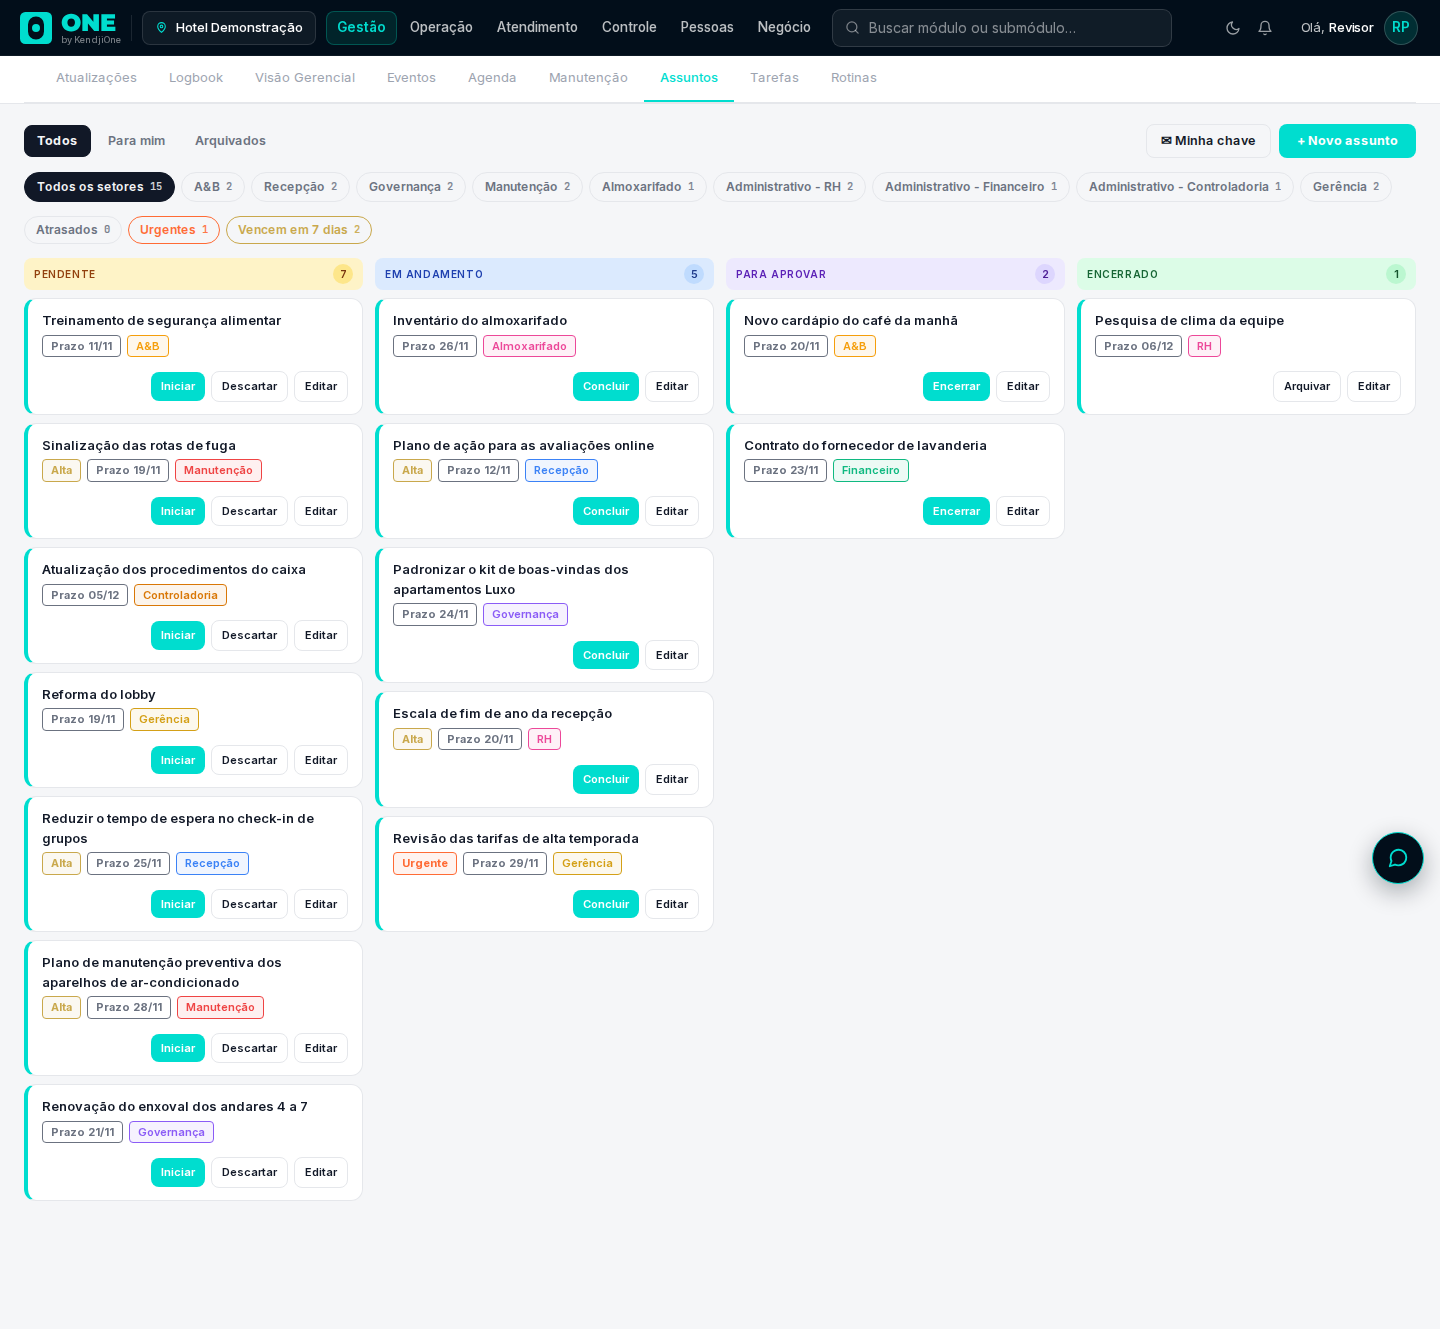 ONE
by KendjiOne
Hotel Demonstração
Gestão
Operação
Atendimento
Controle
Pessoas
Negócio
Buscar módulo ou submódulo...
Olá, Revisor
RP
Atualizações
Logbook
Visão Gerencial
Eventos
Agenda
Manutenção
Assuntos
Tarefas
Rotinas
Todos
Para mim
Arquivados
✉ Minha chave
+ Novo assunto
Todos os setores 15
A&B 2
Recepção 2
Governança 2
Manutenção 2
Almoxarifado 1
Administrativo - RH 2
Administrativo - Financeiro 1
Administrativo - Controladoria 1
Gerência 2
Atrasados 0
Urgentes 1
Vencem em 7 dias 2
PENDENTE 7
Treinamento de segurança alimentar
Prazo 11/11 A&B
Iniciar Descartar Editar
Sinalização das rotas de fuga
Alta Prazo 19/11 Manutenção
Iniciar Descartar Editar
Atualização dos procedimentos do caixa
Prazo 05/12 Controladoria
Iniciar Descartar Editar
Reforma do lobby
Prazo 19/11 Gerência
Iniciar Descartar Editar
Reduzir o tempo de espera no check-in de
grupos
Alta Prazo 25/11 Recepção
Iniciar Descartar Editar
Plano de manutenção preventiva dos
aparelhos de ar-condicionado
Alta Prazo 28/11 Manutenção
Iniciar Descartar Editar
Renovação do enxoval dos andares 4 a 7
Prazo 21/11 Governança
Iniciar Descartar Editar
EM ANDAMENTO 5
Inventário do almoxarifado
Prazo 26/11 Almoxarifado
Concluir Editar
Plano de ação para as avaliações online
Alta Prazo 12/11 Recepção
Concluir Editar
Padronizar o kit de boas-vindas dos
apartamentos Luxo
Prazo 24/11 Governança
Concluir Editar
Escala de fim de ano da recepção
Alta Prazo 20/11 RH
Concluir Editar
Revisão das tarifas de alta temporada
Urgente Prazo 29/11 Gerência
Concluir Editar
PARA APROVAR 2
Novo cardápio do café da manhã
Prazo 20/11 A&B
Encerrar Editar
Contrato do fornecedor de lavanderia
Prazo 23/11 Financeiro
Encerrar Editar
ENCERRADO 1
Pesquisa de clima da equipe
Prazo 06/12 RH
Arquivar Editar